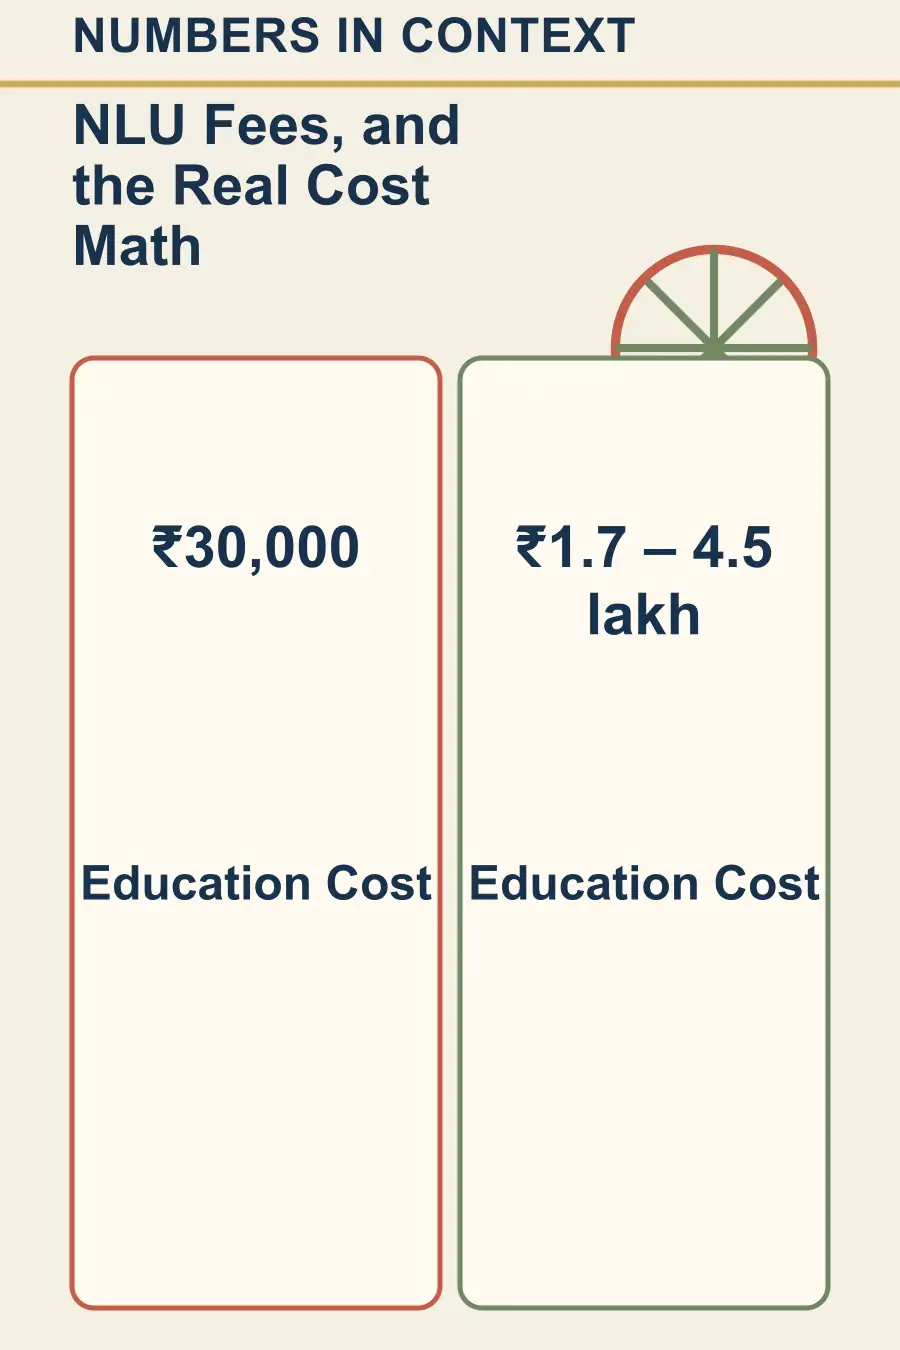 NUMBERS IN CONTEXT
NLU Fees, and
the Real Cost
Math
₹30,000
Education Cost
₹1.7 – 4.5
lakh
Education Cost